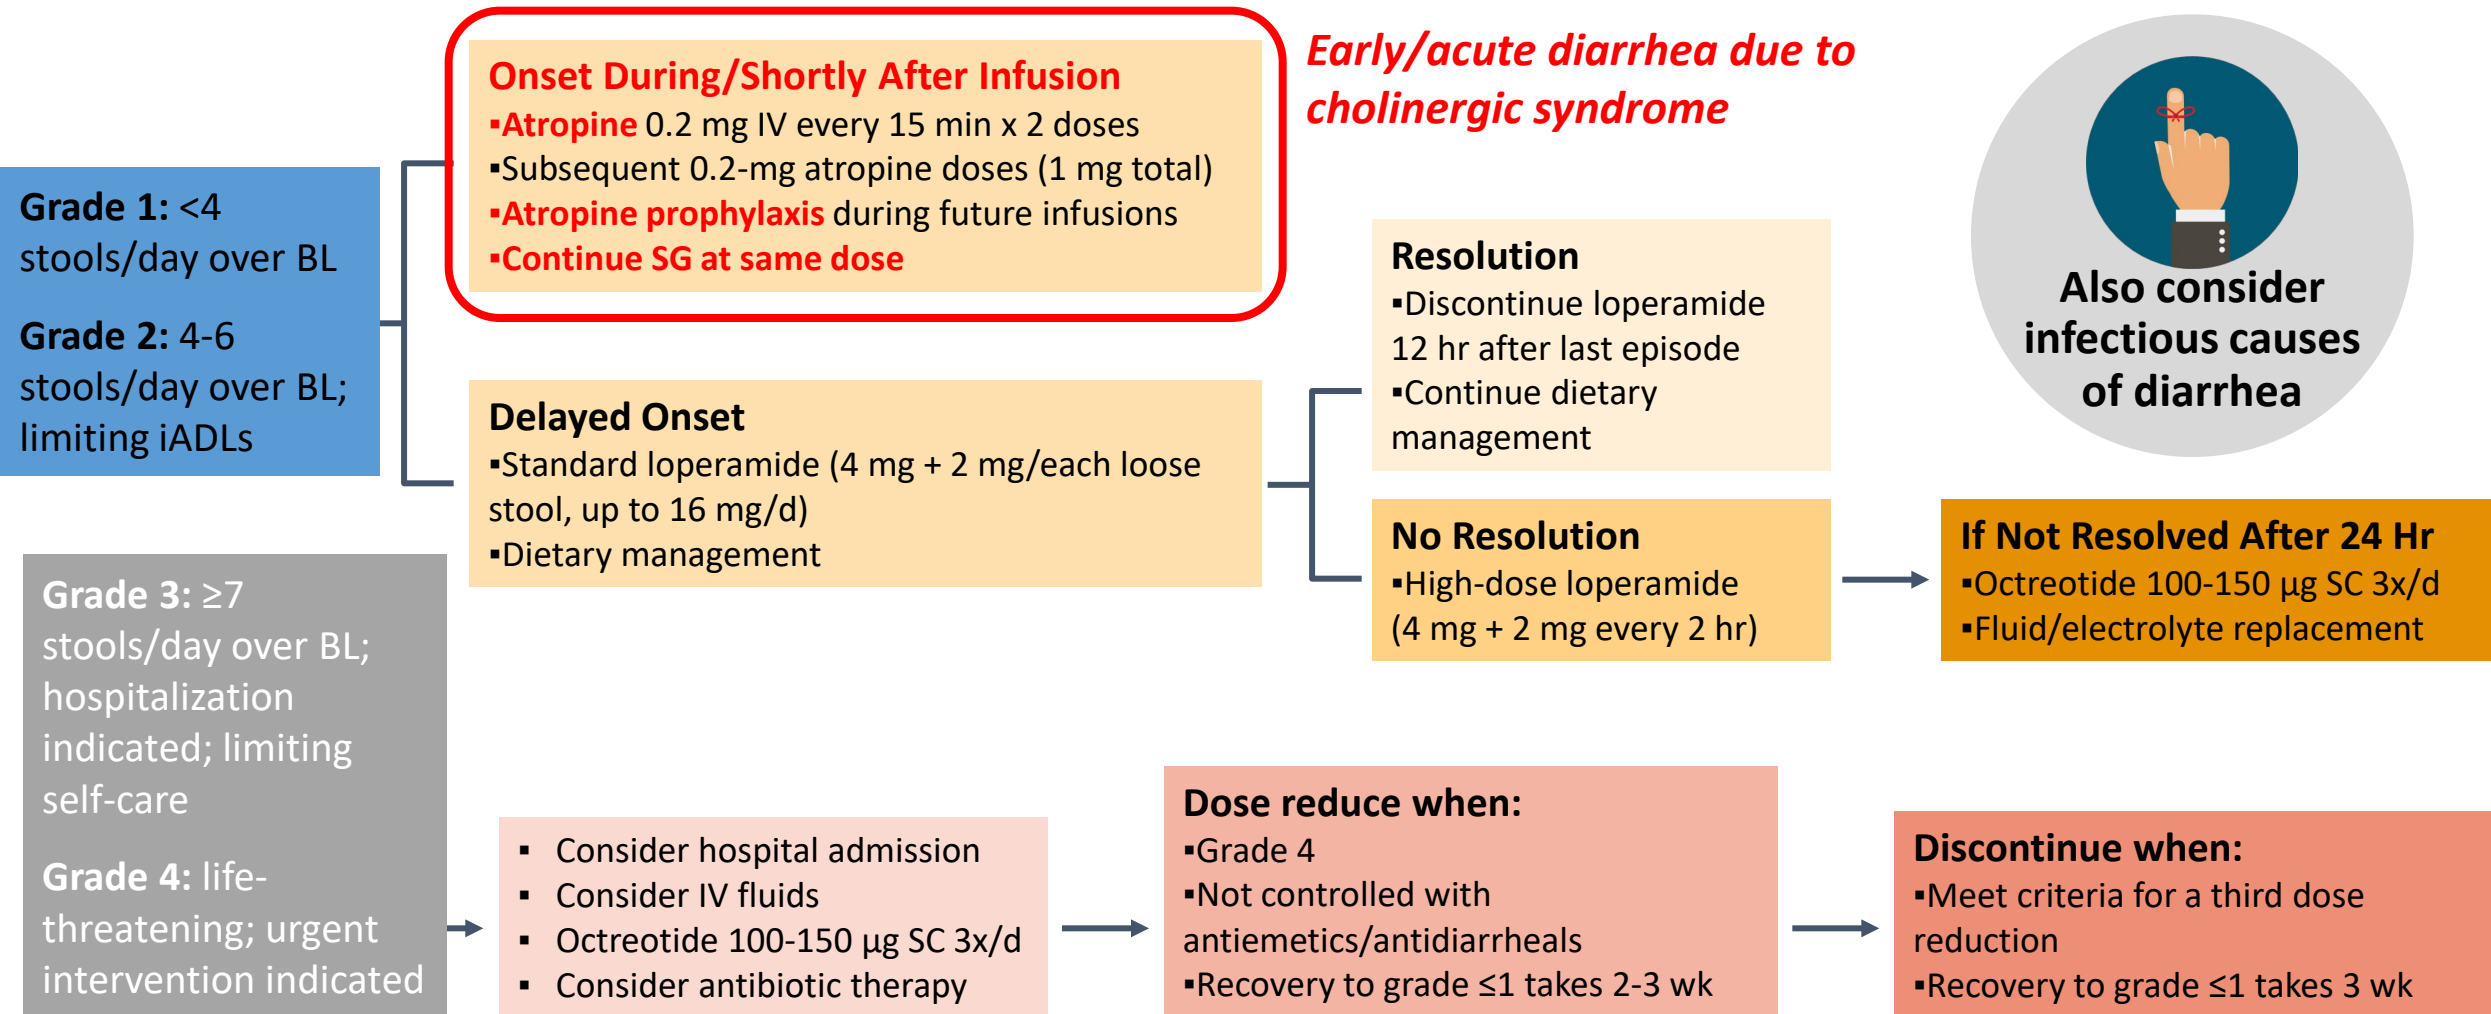 Onset During/Shortly After Infusion
▪Atropine 0.2 mg IV every 15 min x 2 doses
▪Subsequent 0.2-mg atropine doses (1 mg total)
▪Atropine prophylaxis during future infusions
▪Continue SG at same dose
Early/acute diarrhea due to
cholinergic syndrome
Also consider
infectious causes
of diarrhea
Grade 1: <4
stools/day over BL
Grade 2: 4-6
stools/day over BL;
limiting iADLs
Delayed Onset
▪Standard loperamide (4 mg + 2 mg/each loose
stool, up to 16 mg/d)
▪Dietary management
Resolution
▪Discontinue loperamide
12 hr after last episode
▪Continue dietary
management
No Resolution
▪High-dose loperamide
(4 mg + 2 mg every 2 hr)
If Not Resolved After 24 Hr
▪Octreotide 100-150 µg SC 3x/d
▪Fluid/electrolyte replacement
Grade 3: ≥7
stools/day over BL;
hospitalization
indicated; limiting
self-care
Grade 4: life-
threatening; urgent
intervention indicated
▪ Consider hospital admission
▪ Consider IV fluids
▪ Octreotide 100-150 µg SC 3x/d
▪ Consider antibiotic therapy
Dose reduce when:
▪Grade 4
▪Not controlled with
antiemetics/antidiarrheals
▪Recovery to grade ≤1 takes 2-3 wk
Discontinue when:
▪Meet criteria for a third dose
reduction
▪Recovery to grade ≤1 takes 3 wk